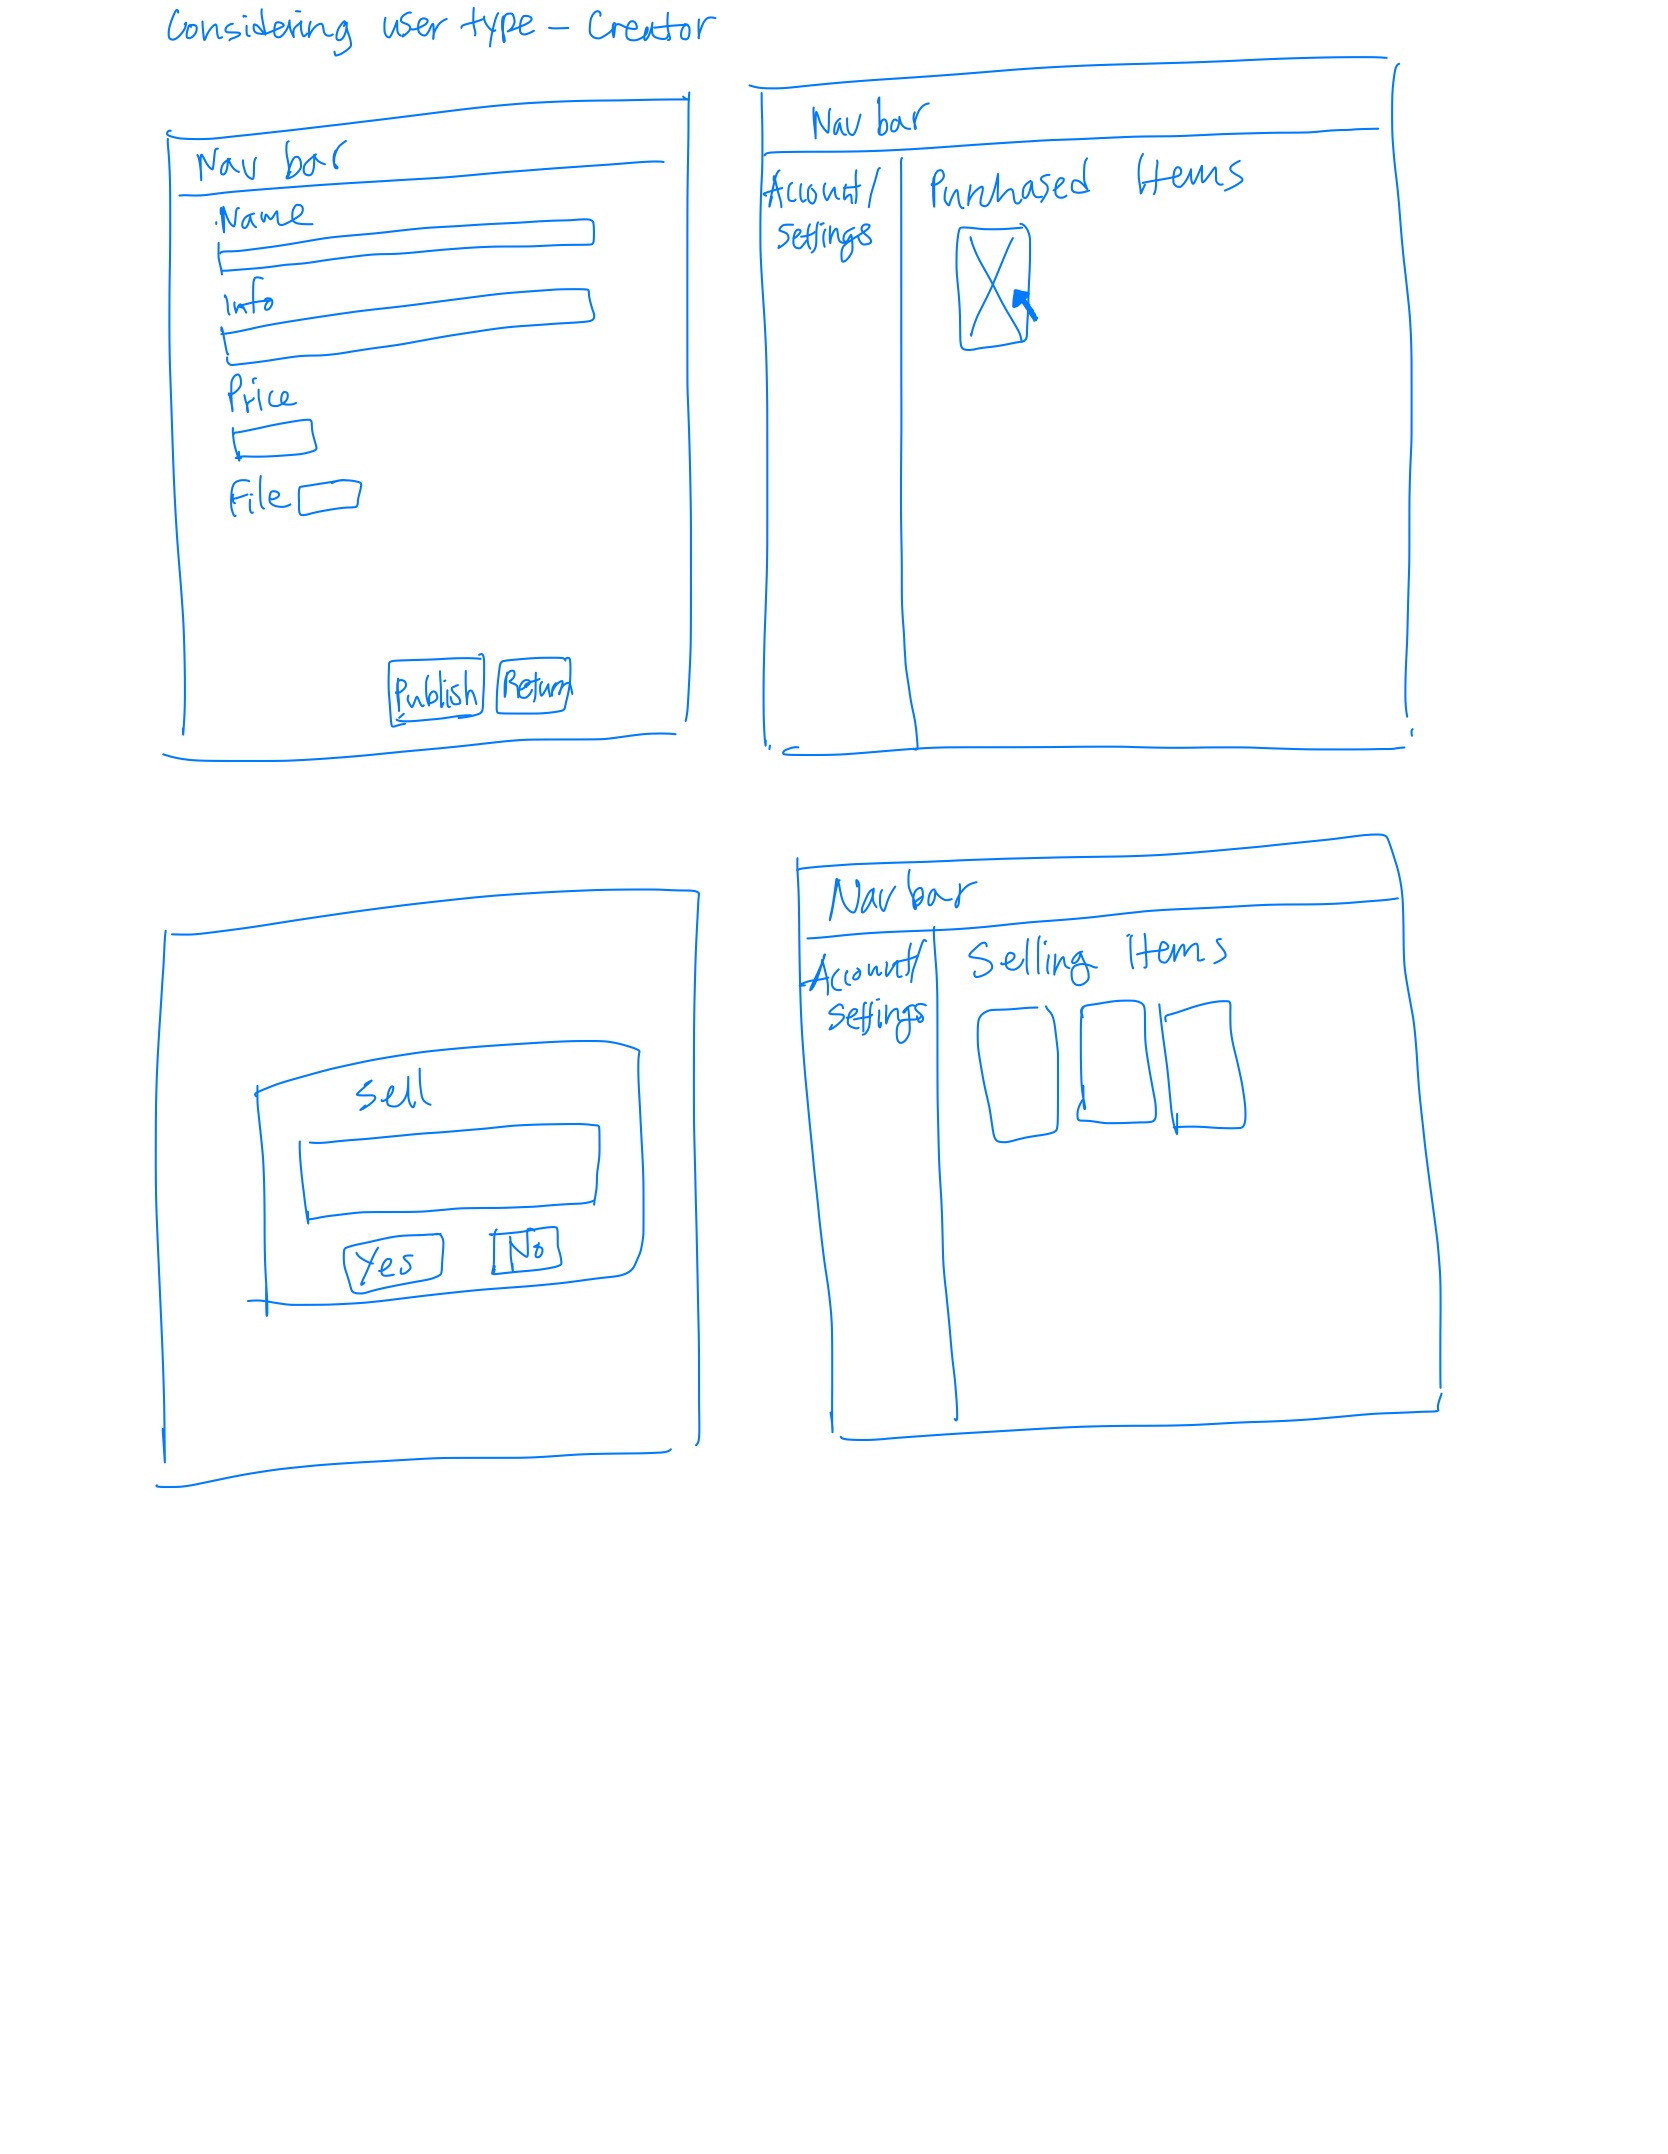 Considering user type - Creator
Nav bar
Name
Info
Price
File
Publish
Return
Nav bar
Account/
settings
Purchased Items
Sell
Yes
No
Nav bar
Account/
settings
Selling items